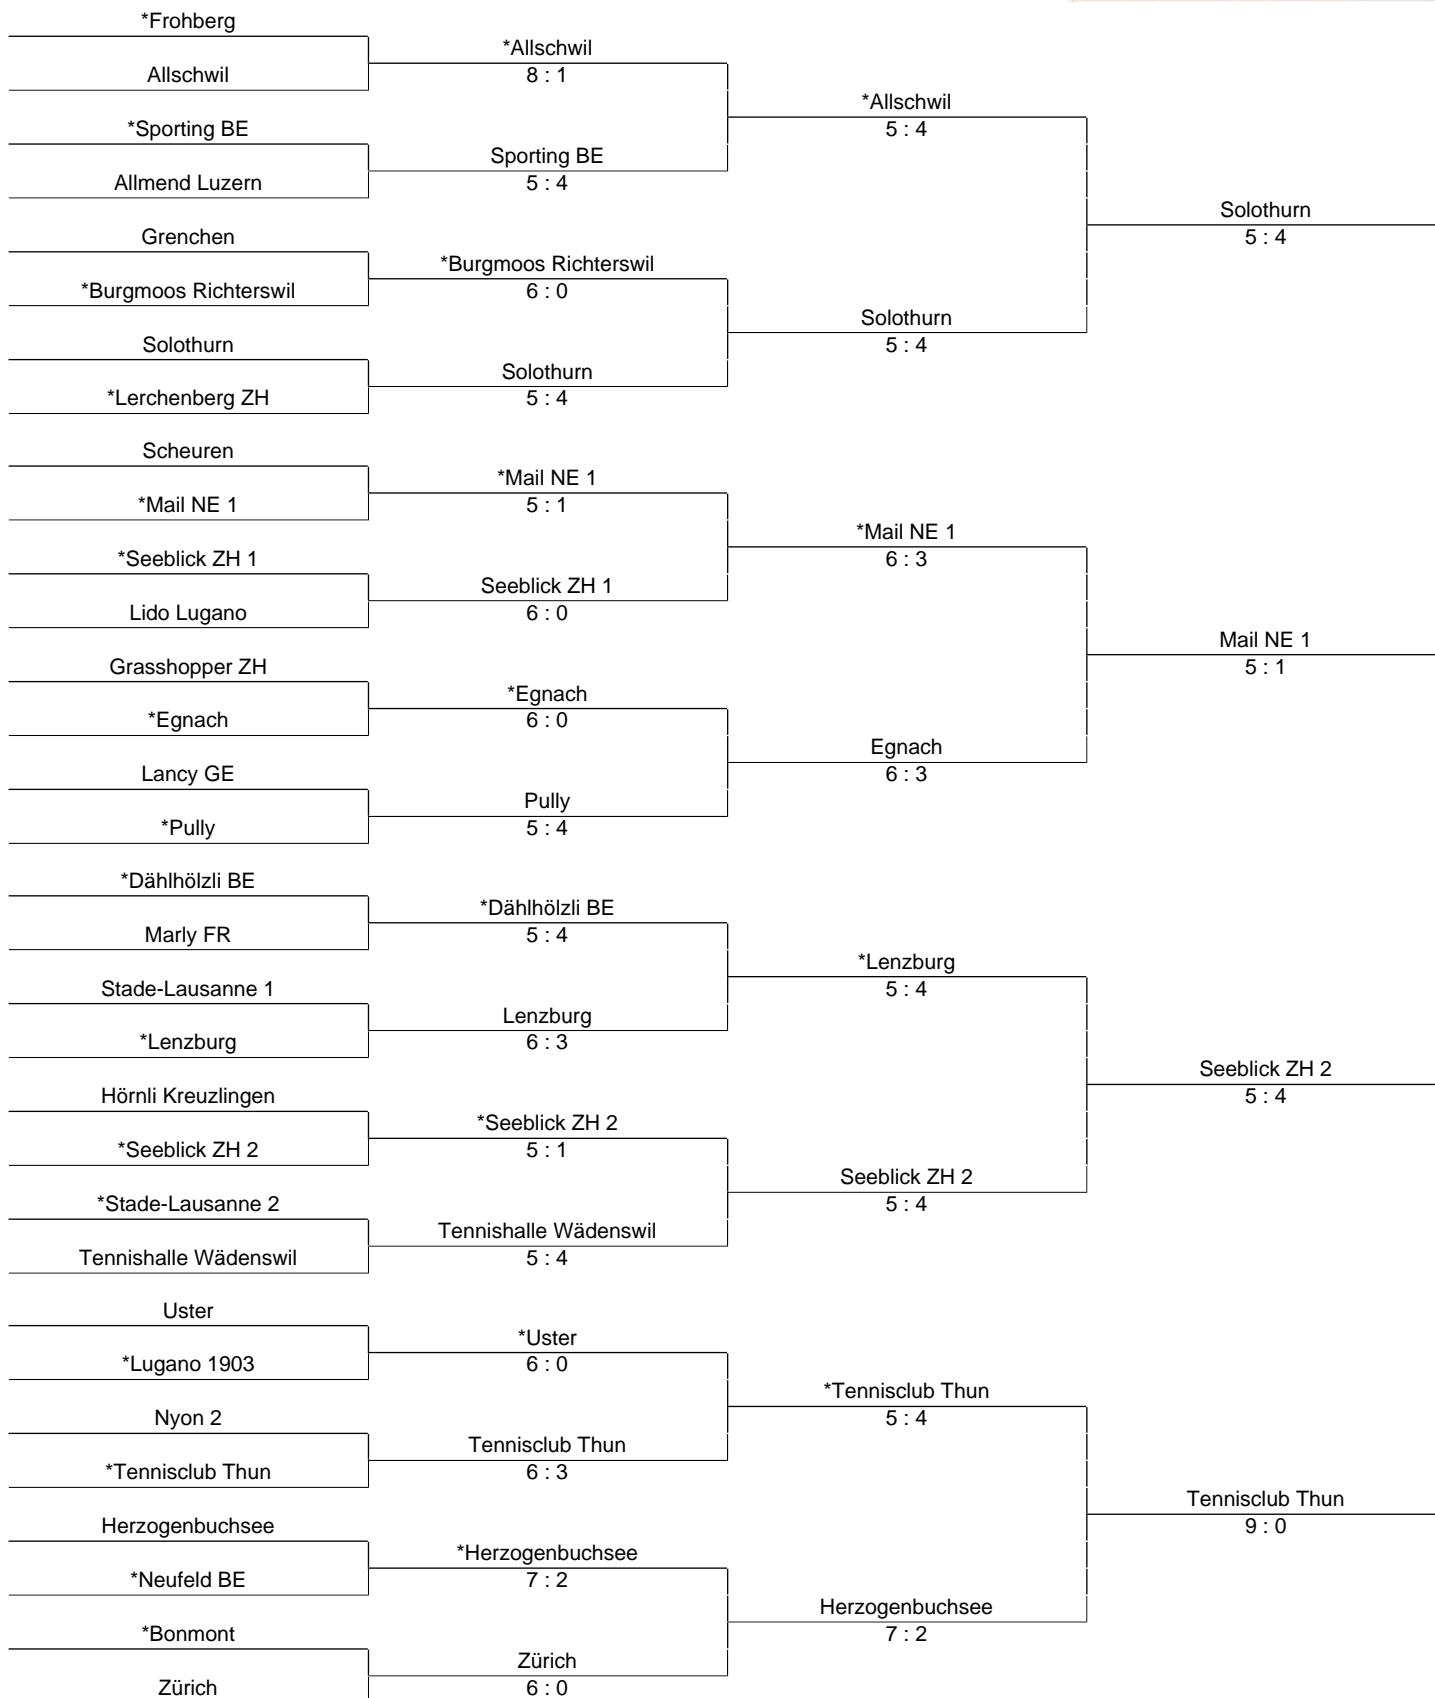 *Frohberg
Allschwil
*Sporting BE
Allmend Luzern
Grenchen
*Burgmoos Richterswil
Solothurn
*Lerchenberg ZH
Scheuren
*Mail NE 1
*Seeblick ZH 1
Lido Lugano
Grasshopper ZH
*Egnach
Lancy GE
*Pully
*Dählhölzli BE
Marly FR
Stade-Lausanne 1
*Lenzburg
Hörnli Kreuzlingen
*Seeblick ZH 2
*Stade-Lausanne 2
Tennishalle Wädenswil
Uster
*Lugano 1903
Nyon 2
*Tennisclub Thun
Herzogenbuchsee
*Neufeld BE
*Bonmont
Zürich
*Allschwil
8 : 1
Sporting BE
5 : 4
*Burgmoos Richterswil
6 : 0
Solothurn
5 : 4
*Mail NE 1
5 : 1
Seeblick ZH 1
6 : 0
*Egnach
6 : 0
Pully
5 : 4
*Dählhölzli BE
5 : 4
Lenzburg
6 : 3
*Seeblick ZH 2
5 : 1
Tennishalle Wädenswil
5 : 4
*Uster
6 : 0
Tennisclub Thun
6 : 3
*Herzogenbuchsee
7 : 2
Zürich
6 : 0
*Allschwil
5 : 4
Solothurn
5 : 4
*Mail NE 1
6 : 3
Egnach
6 : 3
*Lenzburg
5 : 4
Seeblick ZH 2
5 : 4
*Tennisclub Thun
5 : 4
Herzogenbuchsee
7 : 2
Solothurn
5 : 4
Mail NE 1
5 : 1
Seeblick ZH 2
5 : 4
Tennisclub Thun
9 : 0